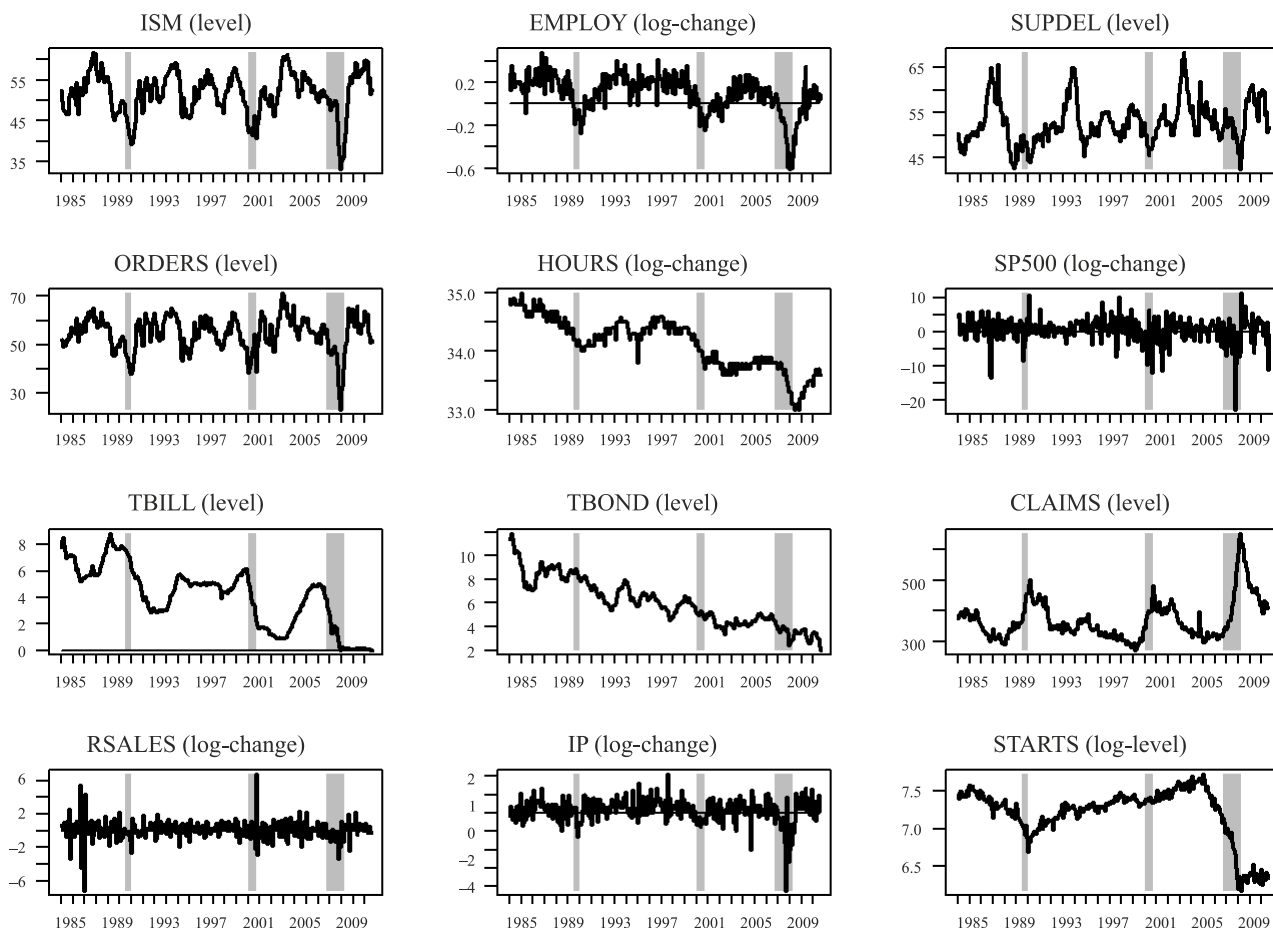 ISM (level)
EMPLOY (log-change)
SUPDEL (level)
55
45
35
0.2
−0.2
−0.6
65
55
45
1985 1989 1993 1997 2001 2005 2009
1985 1989 1993 1997 2001 2005 2009
1985 1989 1993 1997 2001 2005 2009
ORDERS (level)
HOURS (log-change)
SP500 (log-change)
70
50
30
35.0
34.0
33.0
10
0
−10
−20
1985 1989 1993 1997 2001 2005 2009
1985 1989 1993 1997 2001 2005 2009
1985 1989 1993 1997 2001 2005 2009
TBILL (level)
TBOND (level)
CLAIMS (level)
8
6
4
2
0
10
8
6
4
2
500
300
1985 1989 1993 1997 2001 2005 2009
1985 1989 1993 1997 2001 2005 2009
1985 1989 1993 1997 2001 2005 2009
RSALES (log-change)
IP (log-change)
STARTS (log-level)
6
2
−2
−6
2
1
0
−2
−4
7.5
7.0
6.5
1985 1989 1993 1997 2001 2005 2009
1985 1989 1993 1997 2001 2005 2009
1985 1989 1993 1997 2001 2005 2009